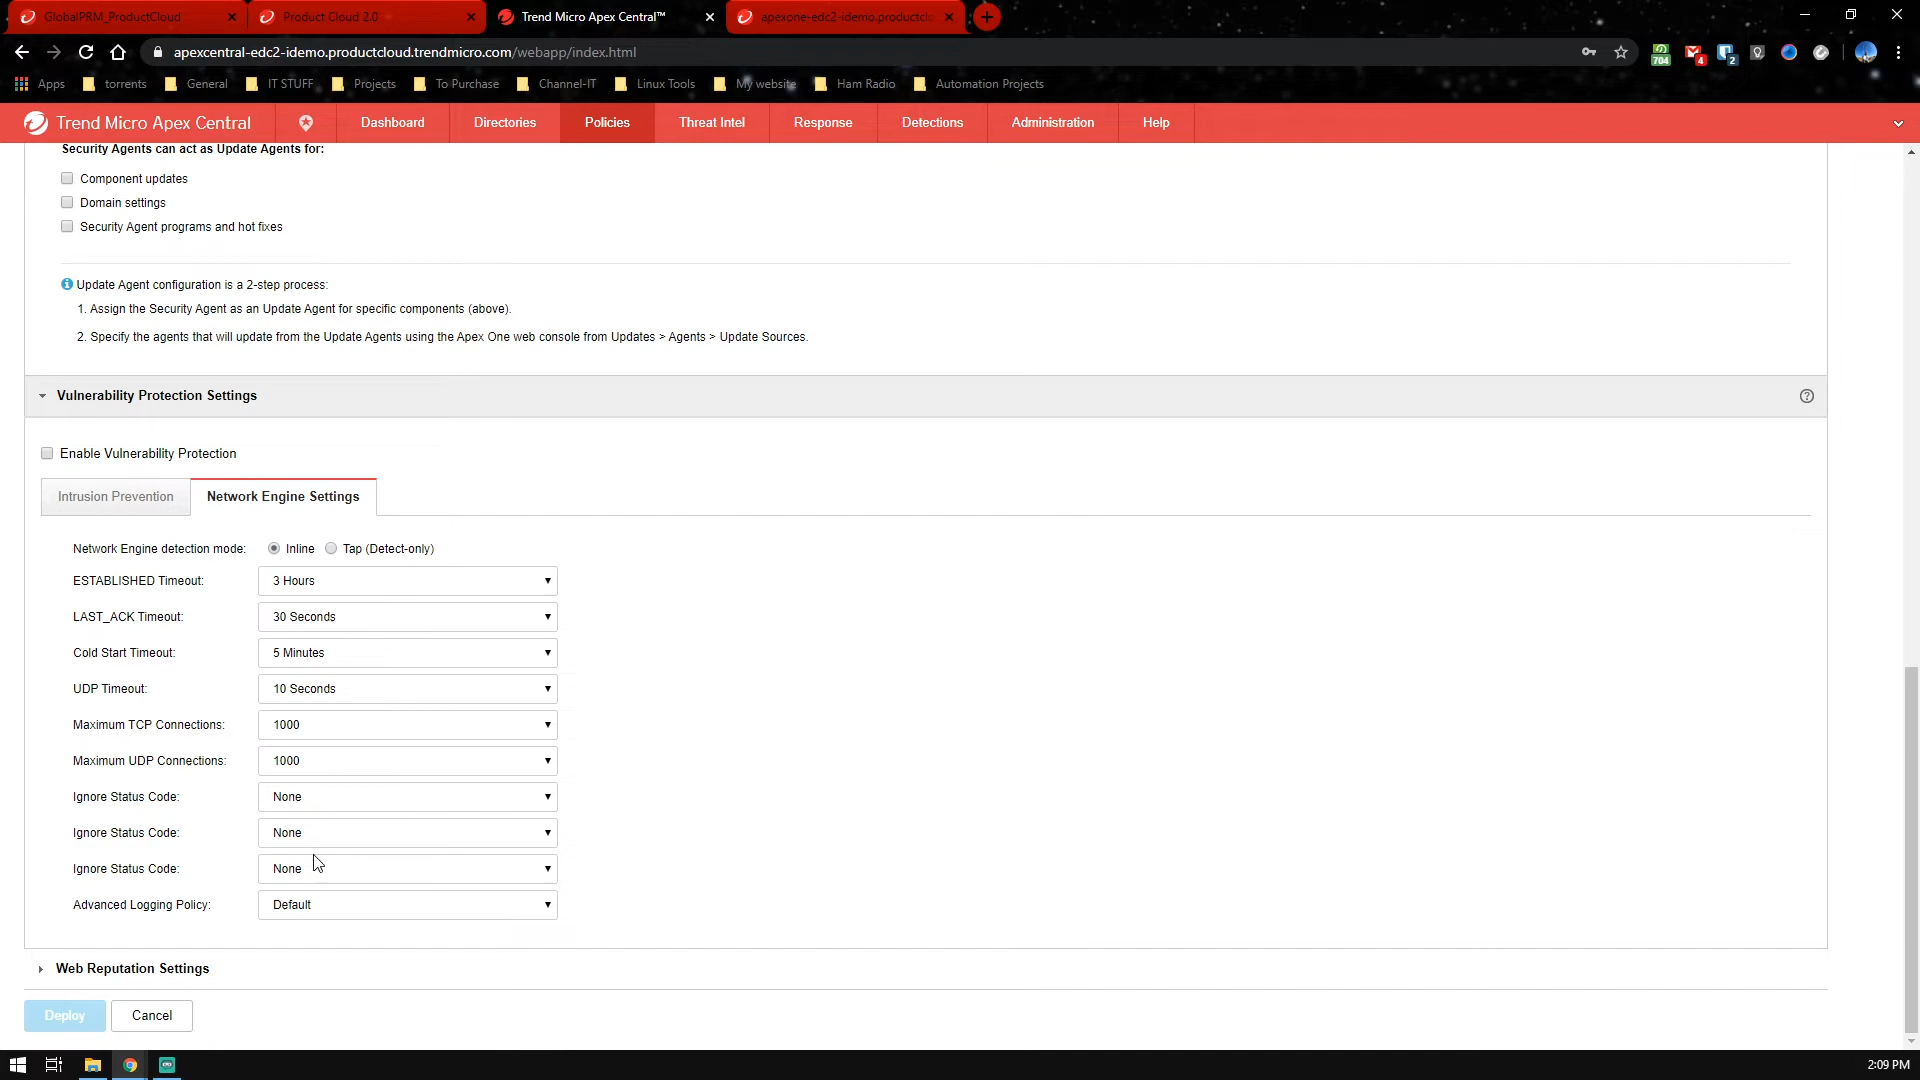 GlobalPRM_ProductCloud
Product Cloud 2.0
Trend Micro Apex Central™
apexone-edc2-idemo.productclo
apexcentral-edc2-idemo.productcloud.trendmicro.com/webapp/index.html
704
4
2
Apps
torrents
General
IT STUFF
Projects
To Purchase
Channel-IT
Linux Tools
My website
Ham Radio
Automation Projects
Trend Micro Apex Central
Dashboard
Directories
Policies
Threat Intel
Response
Detections
Administration
Help
Security Agents can act as Update Agents for:
Component updates
Domain settings
Security Agent programs and hot fixes
Update Agent configuration is a 2-step process:
1. Assign the Security Agent as an Update Agent for specific components (above).
2. Specify the agents that will update from the Update Agents using the Apex One web console from Updates > Agents > Update Sources.
Vulnerability Protection Settings
Enable Vulnerability Protection
Intrusion Prevention
Network Engine Settings
Network Engine detection mode: Inline Tap (Detect-only)
ESTABLISHED Timeout: 3 Hours
LAST_ACK Timeout: 30 Seconds
Cold Start Timeout: 5 Minutes
UDP Timeout: 10 Seconds
Maximum TCP Connections: 1000
Maximum UDP Connections: 1000
Ignore Status Code: None
Ignore Status Code: None
Ignore Status Code: None
Advanced Logging Policy: Default
Web Reputation Settings
Deploy
Cancel
2:09 PM